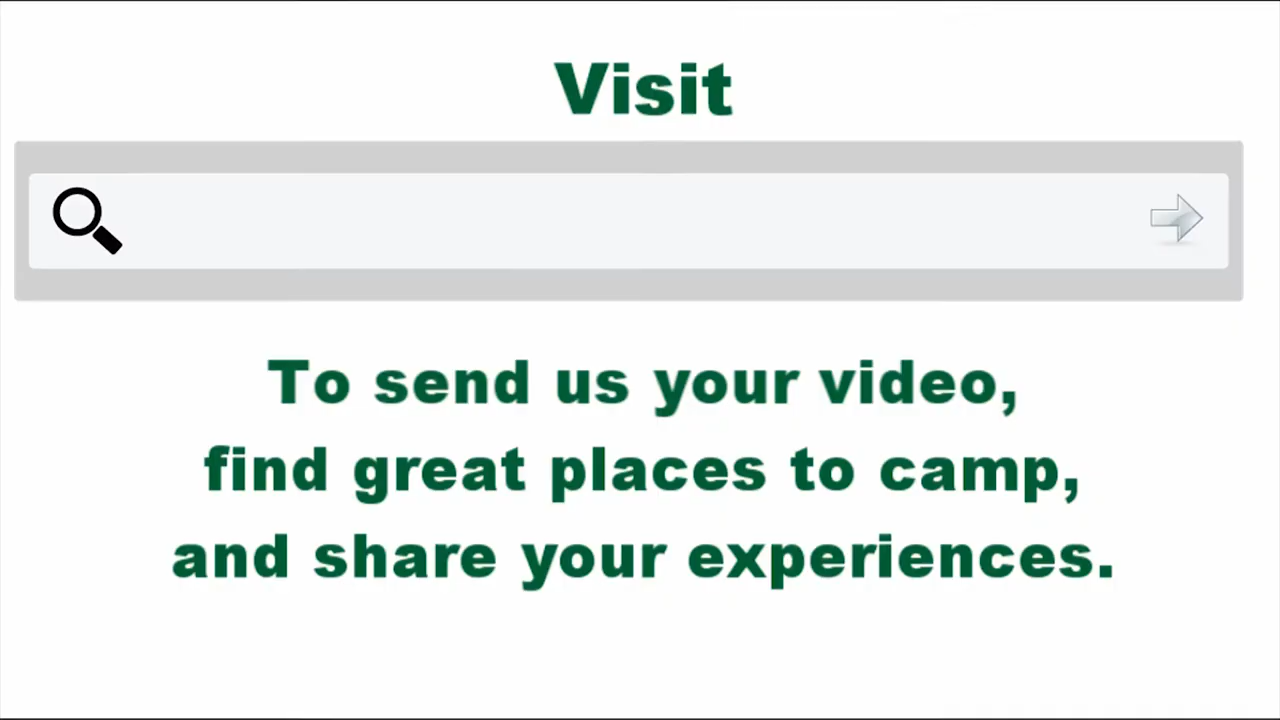 Visit
To send us your video,
find great places to camp,
and share your experiences.